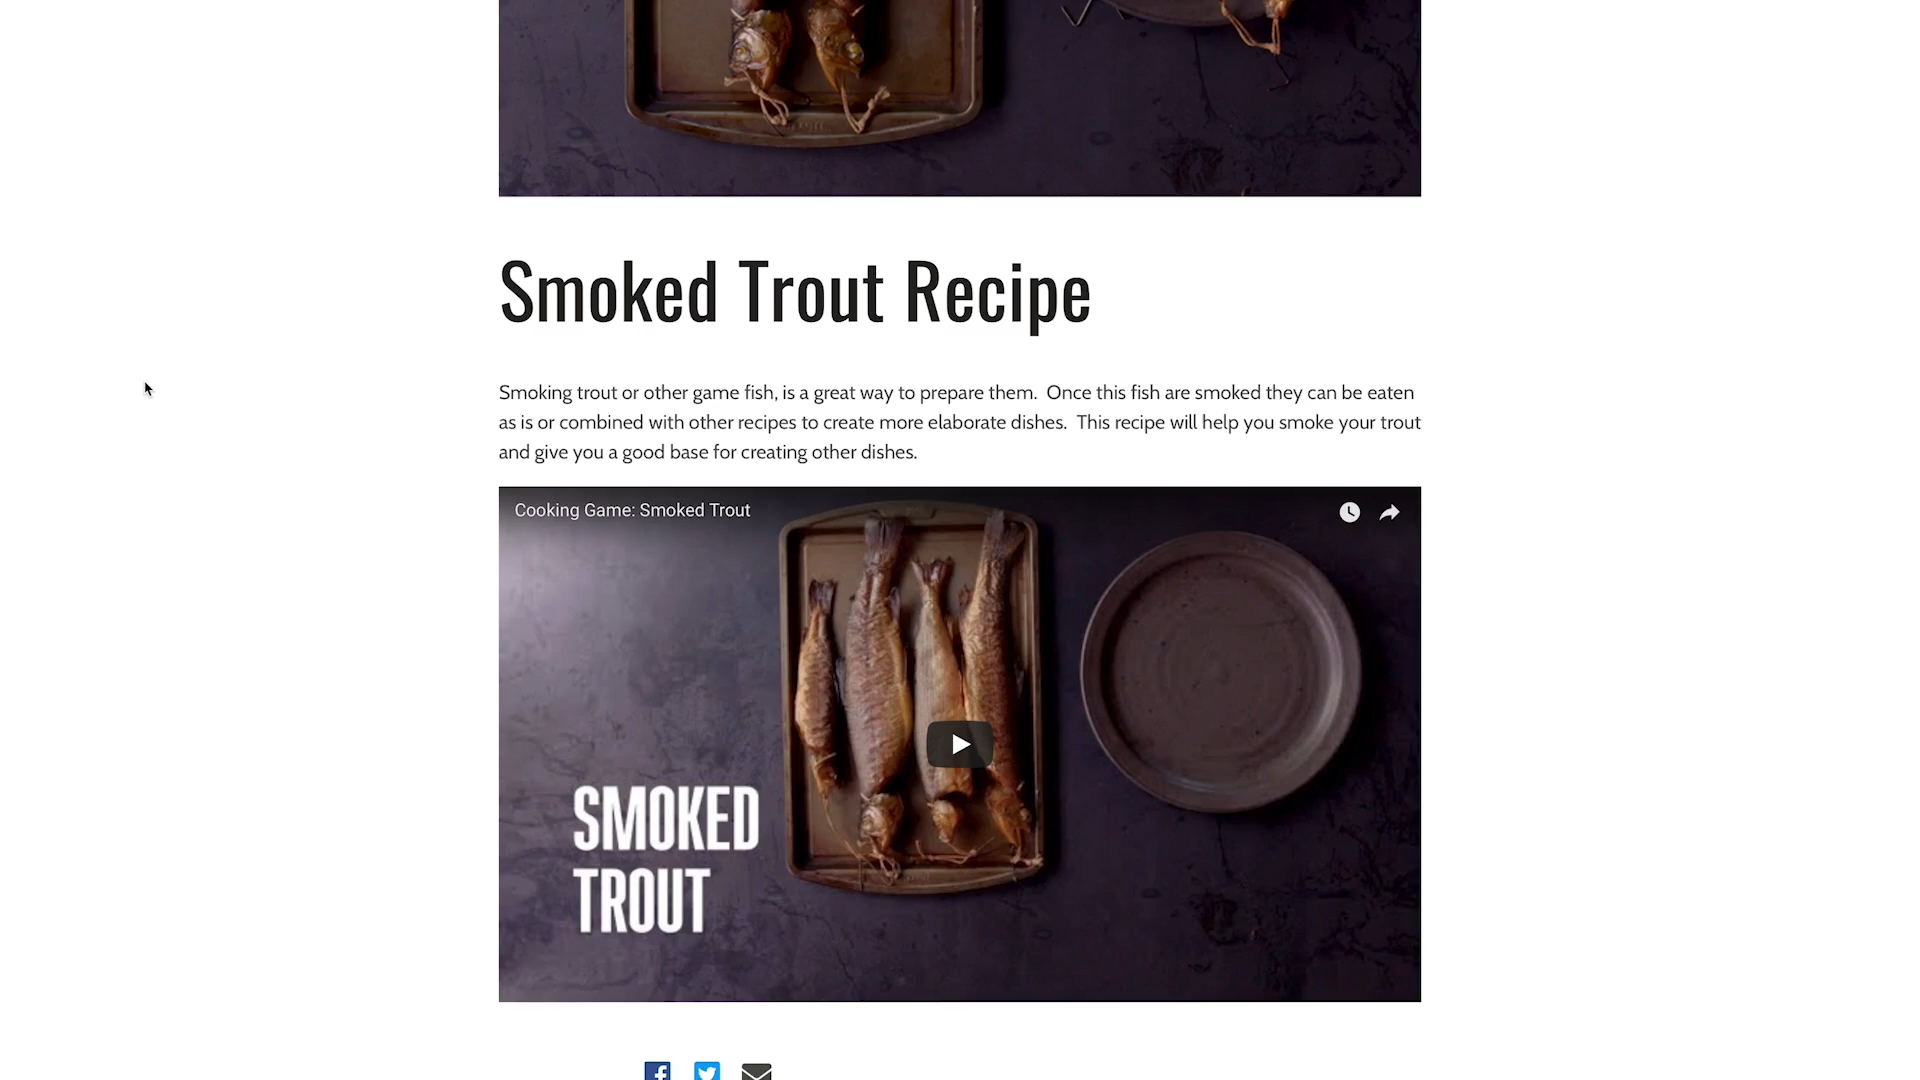 Smoked Trout Recipe
Smoking trout or other game fish, is a great way to prepare them.  Once this fish are smoked they can be eaten
as is or combined with other recipes to create more elaborate dishes.  This recipe will help you smoke your trout
and give you a good base for creating other dishes.
Cooking Game: Smoked Trout
SMOKED
TROUT